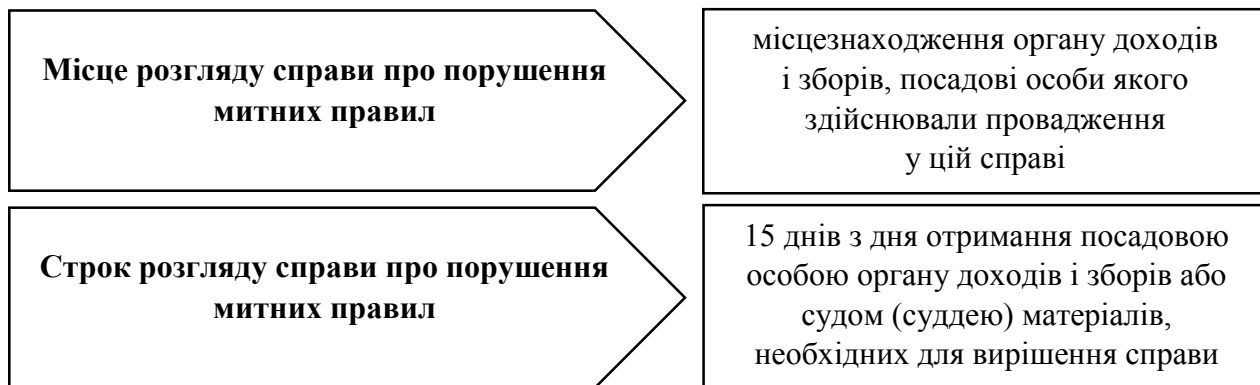 Місце розгляду справи про порушення
митних правил
місцезнаходження органу доходів
і зборів, посадові особи якого
здійснювали провадження
у цій справі
Строк розгляду справи про порушення
митних правил
15 днів з дня отримання посадовою
особою органу доходів і зборів або
судом (суддею) матеріалів,
необхідних для вирішення справи